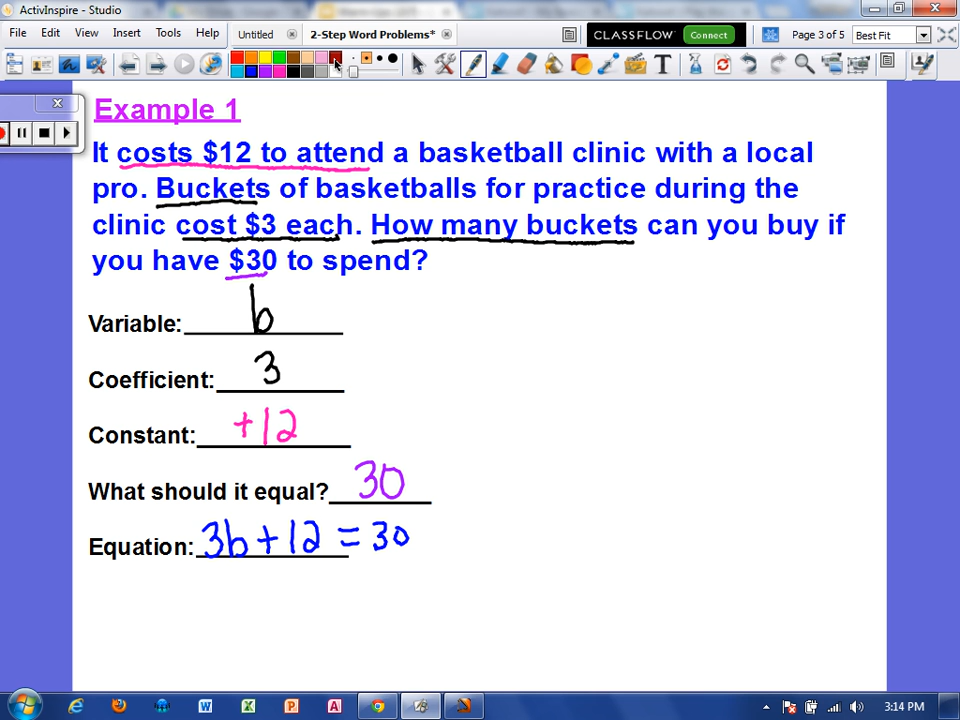 ActivInspire - Studio
File Edit View Insert Tools Help
Untitled
2-Step Word Problems*
CLASSFLOW Connect
Page 3 of 5
Best Fit
Example 1
It costs $12 to attend a basketball clinic with a local
pro. Buckets of basketballs for practice during the
clinic cost $3 each. How many buckets can you buy if
you have $30 to spend?
Variable: b
Coefficient: 3
Constant: +12
What should it equal? 30
Equation: 3b + 12 = 30
3:14 PM